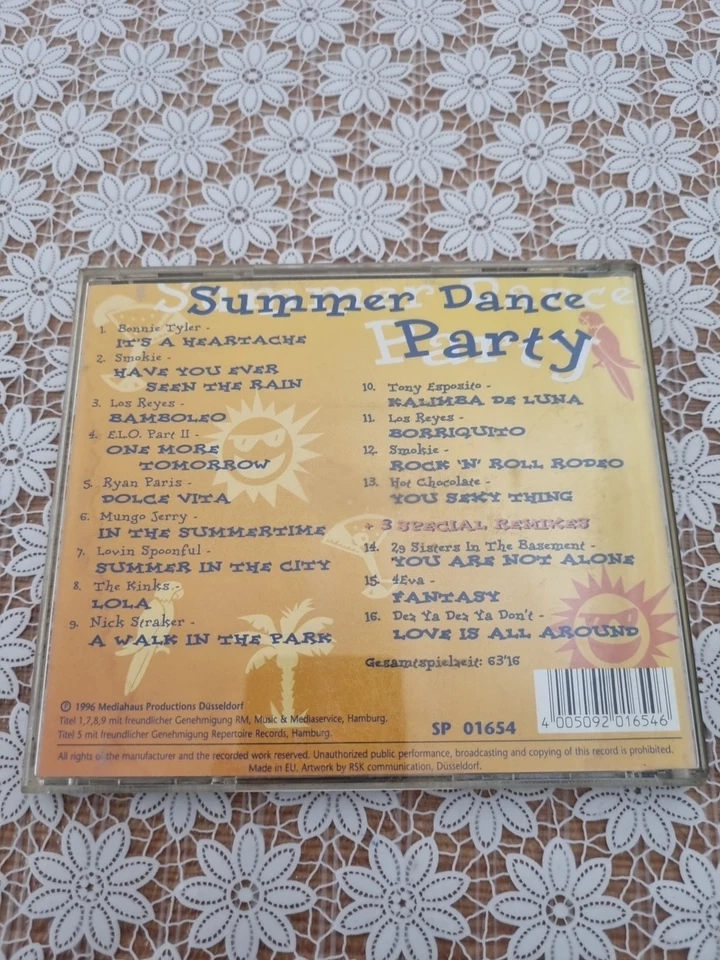 Summer Dance
Party
1. Bonnie Tyler -
IT'S A HEARTACHE
2. Smokie -
HAVE YOU EVER
SEEN THE RAIN
3. Los Reyes -
BAMBOLEO
4. E.L.O. Part II -
ONE MORE
TOMORROW
5. Ryan Paris -
DOLCE VITA
6. Mungo Jerry -
IN THE SUMMERTIME
7. Lovin Spoonful -
SUMMER IN THE CITY
8. The Kinks -
LOLA
9. Nick Straker -
A WALK IN THE PARK
10. Tony Esposito -
KALIMBA DE LUNA
11. Los Reyes -
BORRIQUITO
12. Smokie -
ROCK 'N' ROLL RODEO
13. Hot Chocolate -
YOU SEXY THING
+ 3 SPECIAL REMIXES
14. 29 Sisters In The Basement -
YOU ARE NOT ALONE
15. 4Eva -
FANTASY
16. Dez Ya Dez Ya Don't -
LOVE IS ALL AROUND
Gesamtspielzeit: 63'16
℗ 1996 Mediahaus Productions Düsseldorf
Titel 1,7,8,9 mit freundlicher Genehmigung RM, Music & Mediaservice, Hamburg.
Titel 5 mit freundlicher Genehmigung Repertoire Records, Hamburg.
SP 01654
4 005092 016546
All rights of the manufacturer and the recorded work reserved. Unauthorized public performance, broadcasting and copying of this record is prohibited.
Made in EU. Artwork by RSK communication, Düsseldorf.
Summer Dance
Party